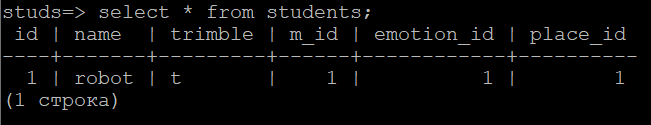 studs=> select * from students;
 id | name  | trimble | m_id | emotion_id | place_id
----+-------+---------+------+------------+----------
  1 | robot | t       |    1 |          1 |        1
(1 строка)